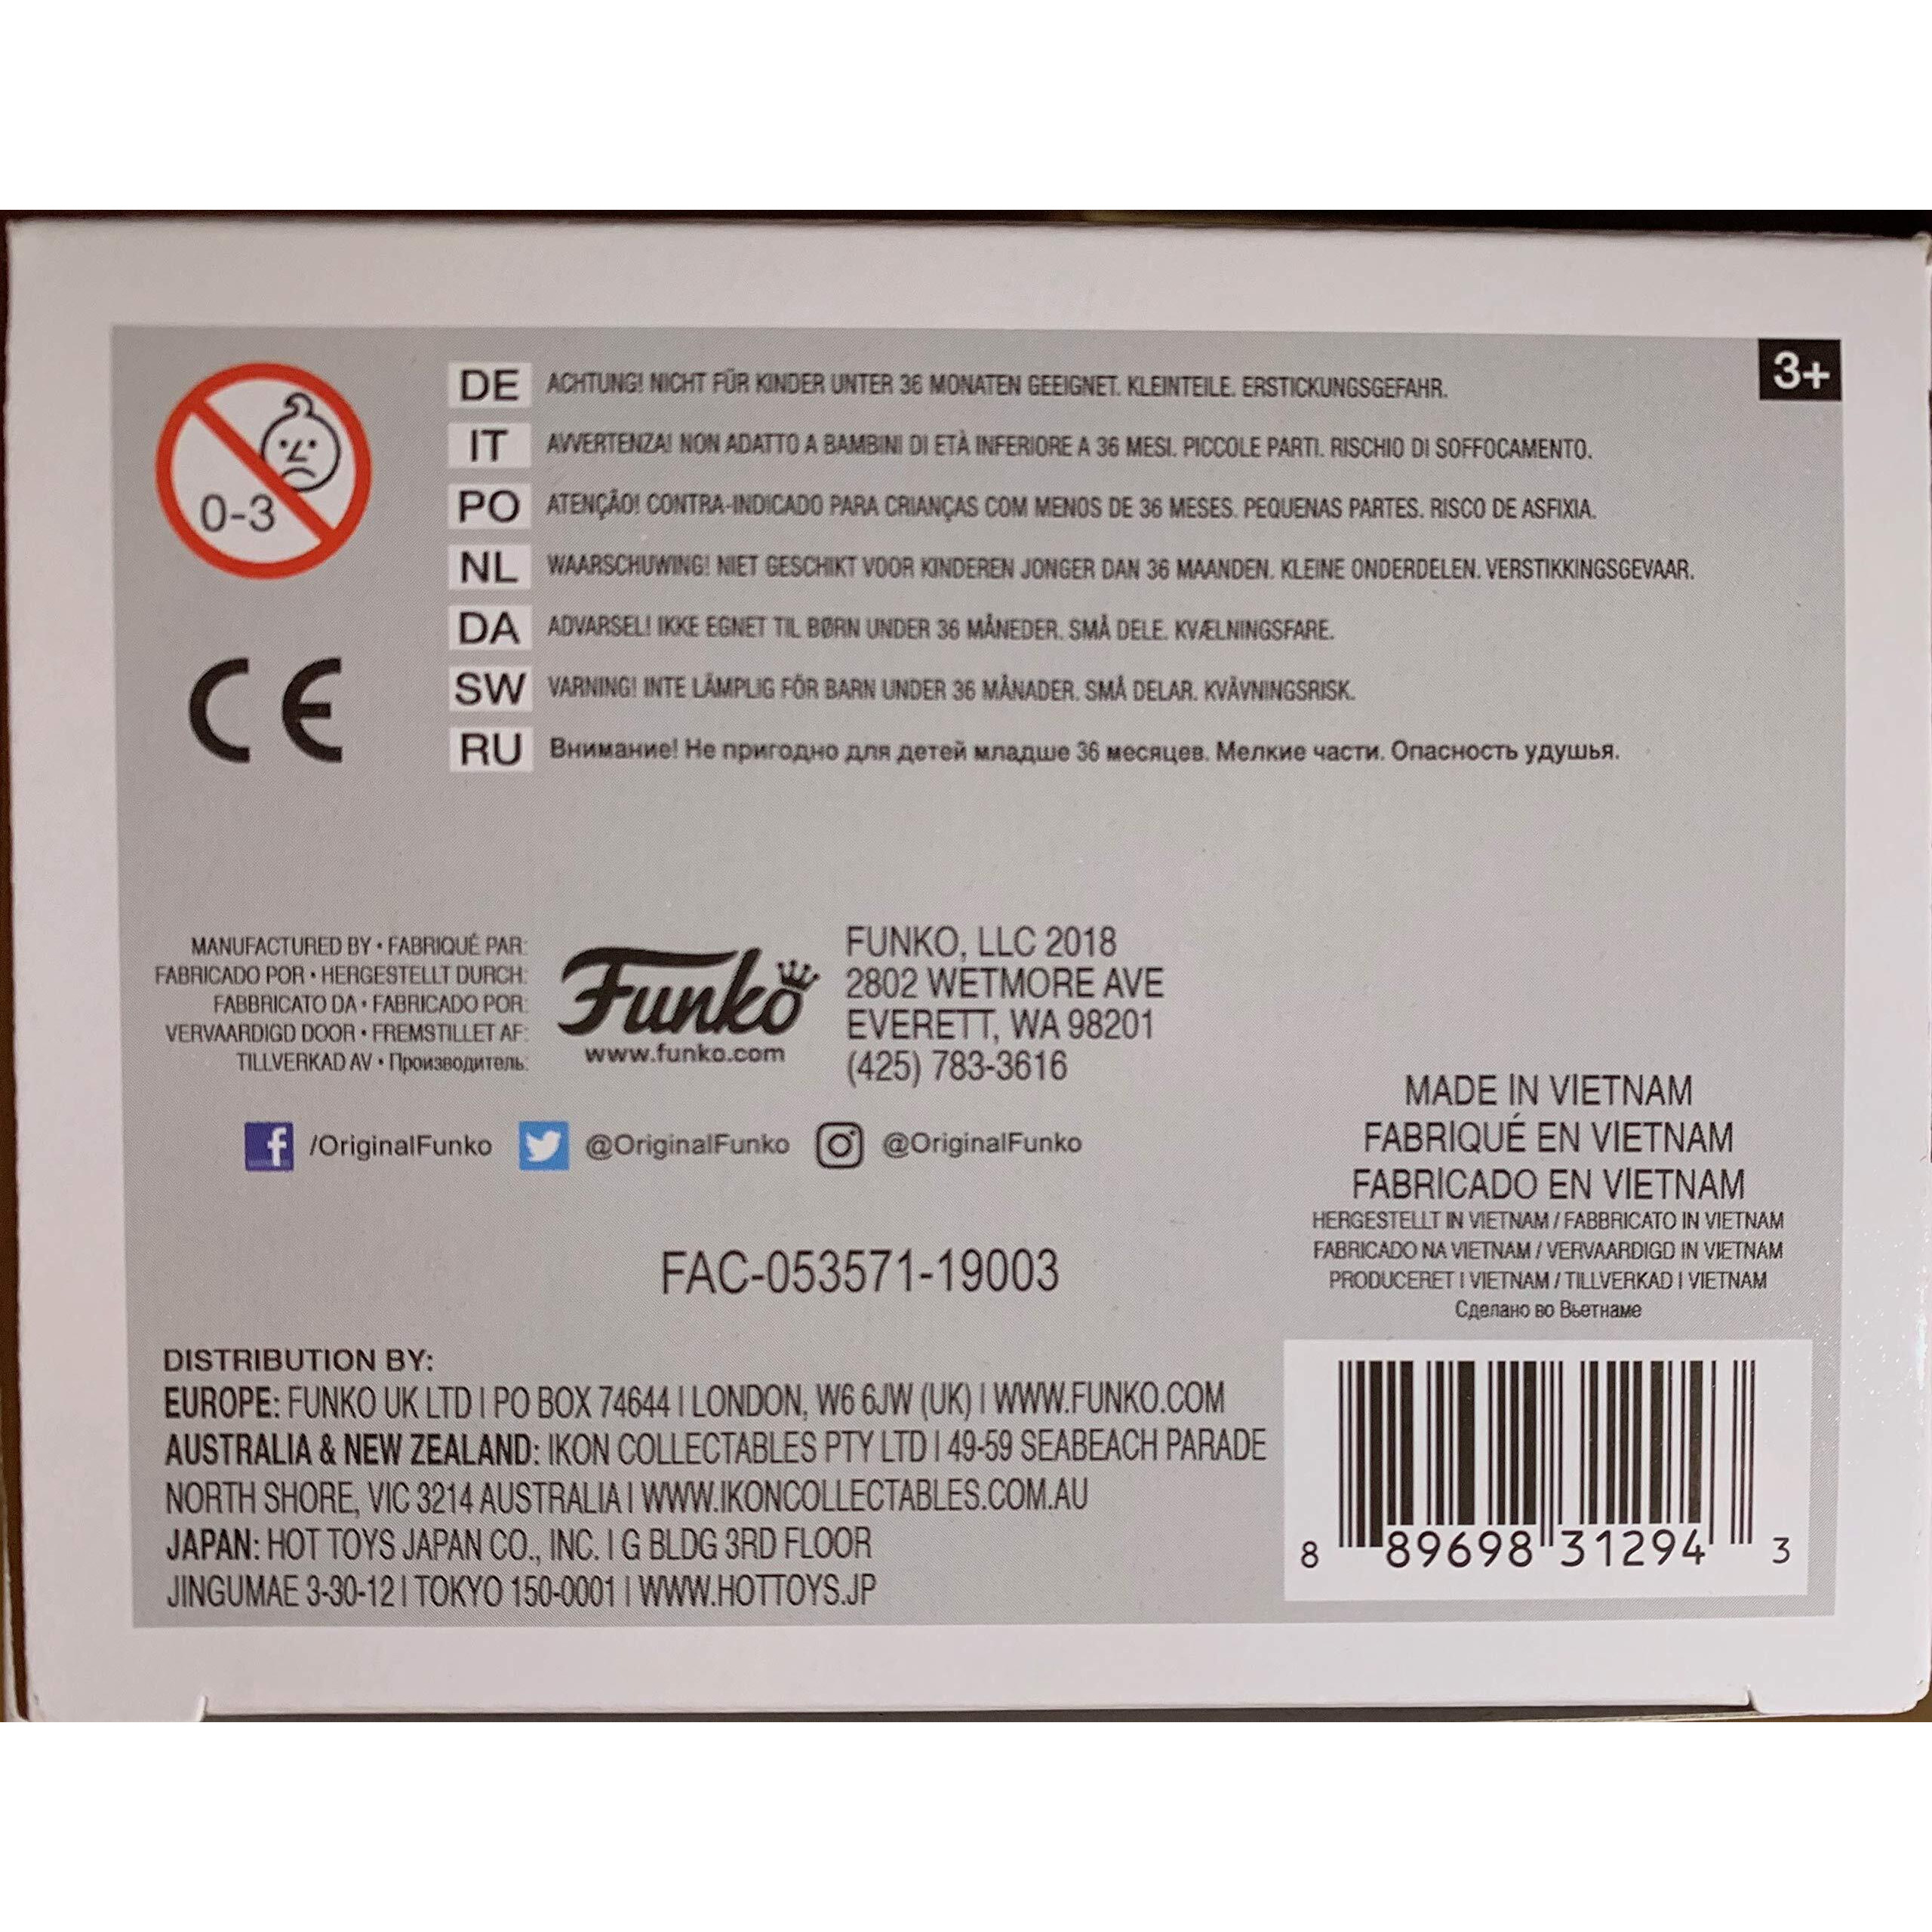 0-3
3+
DE ACHTUNG! NICHT FÜR KINDER UNTER 36 MONATEN GEEIGNET. KLEINTEILE. ERSTICKUNGSGEFAHR.
IT AVVERTENZA! NON ADATTO A BAMBINI DI ETÀ INFERIORE A 36 MESI. PICCOLE PARTI. RISCHIO DI SOFFOCAMENTO.
PO ATENÇÃO! CONTRA-INDICADO PARA CRIANÇAS COM MENOS DE 36 MESES. PEQUENAS PARTES. RISCO DE ASFIXIA.
NL WAARSCHUWING! NIET GESCHIKT VOOR KINDEREN JONGER DAN 36 MAANDEN. KLEINE ONDERDELEN. VERSTIKKINGSGEVAAR.
DA ADVARSEL! IKKE EGNET TIL BØRN UNDER 36 MÅNEDER. SMÅ DELE. KVÆLNINGSFARE.
SW VARNING! INTE LÄMPLIG FÖR BARN UNDER 36 MÅNADER. SMÅ DELAR. KVÄVNINGSRISK.
RU Внимание! Не пригодно для детей младше 36 месяцев. Мелкие части. Опасность удушья.
CE
MANUFACTURED BY • FABRIQUÉ PAR:
FABRICADO POR • HERGESTELLT DURCH:
FABBRICATO DA • FABRICADO POR:
VERVAARDIGD DOOR • FREMSTILLET AF:
TILLVERKAD AV • Производитель:
Funko
www.funko.com
FUNKO, LLC 2018
2802 WETMORE AVE
EVERETT, WA 98201
(425) 783-3616
/OriginalFunko @OriginalFunko @OriginalFunko
FAC-053571-19003
MADE IN VIETNAM
FABRIQUÉ EN VIETNAM
FABRICADO EN VIETNAM
HERGESTELLT IN VIETNAM / FABBRICATO IN VIETNAM
FABRICADO NA VIETNAM / VERVAARDIGD IN VIETNAM
PRODUCERET I VIETNAM / TILLVERKAD I VIETNAM
Сделано во Вьетнаме
DISTRIBUTION BY:
EUROPE: FUNKO UK LTD | PO BOX 74644 | LONDON, W6 6JW (UK) | WWW.FUNKO.COM
AUSTRALIA & NEW ZEALAND: IKON COLLECTABLES PTY LTD | 49-59 SEABEACH PARADE
NORTH SHORE, VIC 3214 AUSTRALIA | WWW.IKONCOLLECTABLES.COM.AU
JAPAN: HOT TOYS JAPAN CO., INC. | G BLDG 3RD FLOOR
JINGUMAE 3-30-12 | TOKYO 150-0001 | WWW.HOTTOYS.JP
8 89698 31294 3